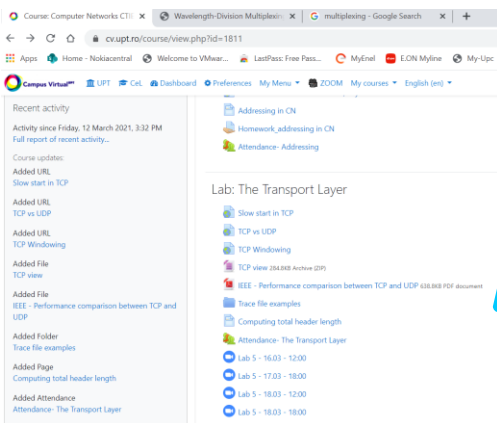 Course: Computer Networks CTI
Wavelength-Division Multiplexin
multiplexing - Google Search
cv.upt.ro/course/view.php?id=1811
Apps Home - Nokiacentral Welcome to VMwar... LastPass: Free Pass... MyEnel E.ON Myline My-Upc
Campus Virtual UPT CeL Dashboard Preferences My Menu ZOOM My courses English (en)
Recent activity
Activity since Friday, 12 March 2021, 3:32 PM
Full report of recent activity...
Course updates:
Added URL
Slow start in TCP
Added URL
TCP vs UDP
Added URL
TCP Windowing
Added File
TCP view
Added File
IEEE - Performance comparison between TCP and
UDP
Added Folder
Trace file examples
Added Page
Computing total header length
Added Attendance
Attendance- The Transport Layer
Addressing in CN
Homework_addressing in CN
Attendance- Addressing
Lab: The Transport Layer
Slow start in TCP
TCP vs UDP
TCP Windowing
TCP view 284.8KB Archive (ZIP)
IEEE - Performance comparison between TCP and UDP 638.8KB PDF document
Trace file examples
Computing total header length
Attendance- The Transport Layer
Lab 5 - 16.03 - 12:00
Lab 5 - 17.03 - 18:00
Lab 5 - 18.03 - 12:00
Lab 5 - 18.03 - 18:00